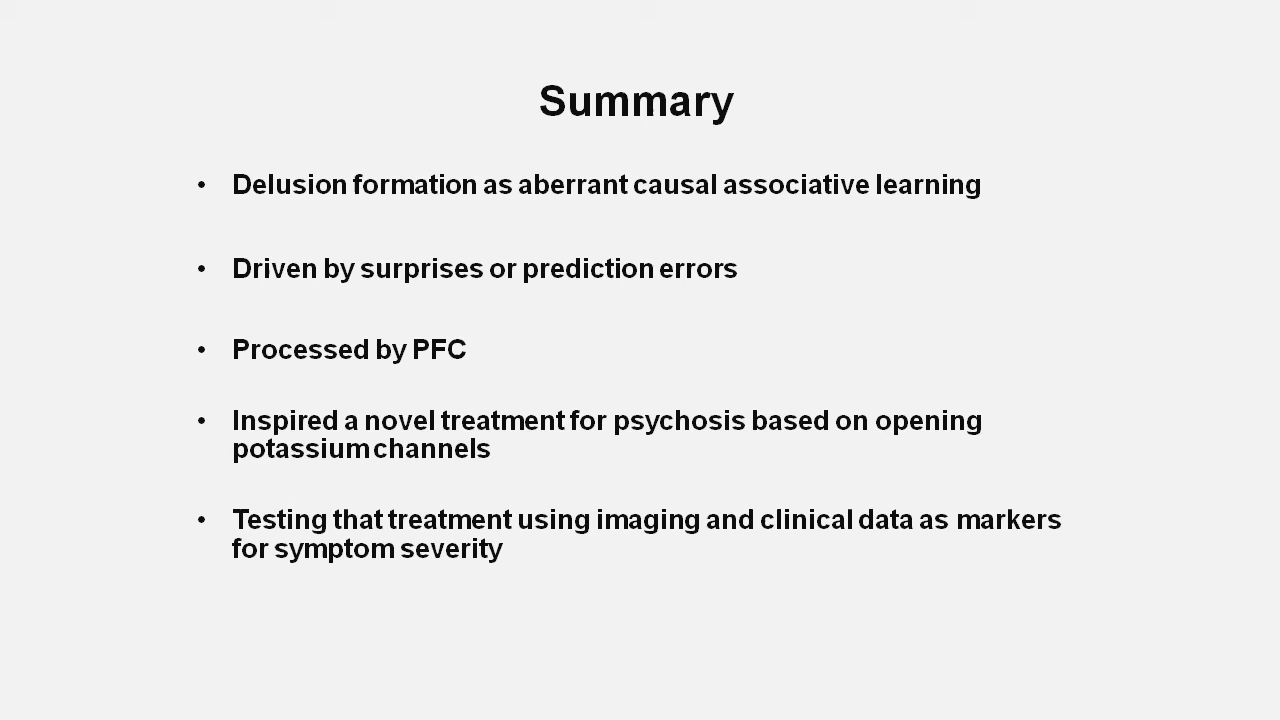 Summary
• Delusion formation as aberrant causal associative learning
• Driven by surprises or prediction errors
• Processed by PFC
• Inspired a novel treatment for psychosis based on opening
potassium channels
• Testing that treatment using imaging and clinical data as markers
for symptom severity